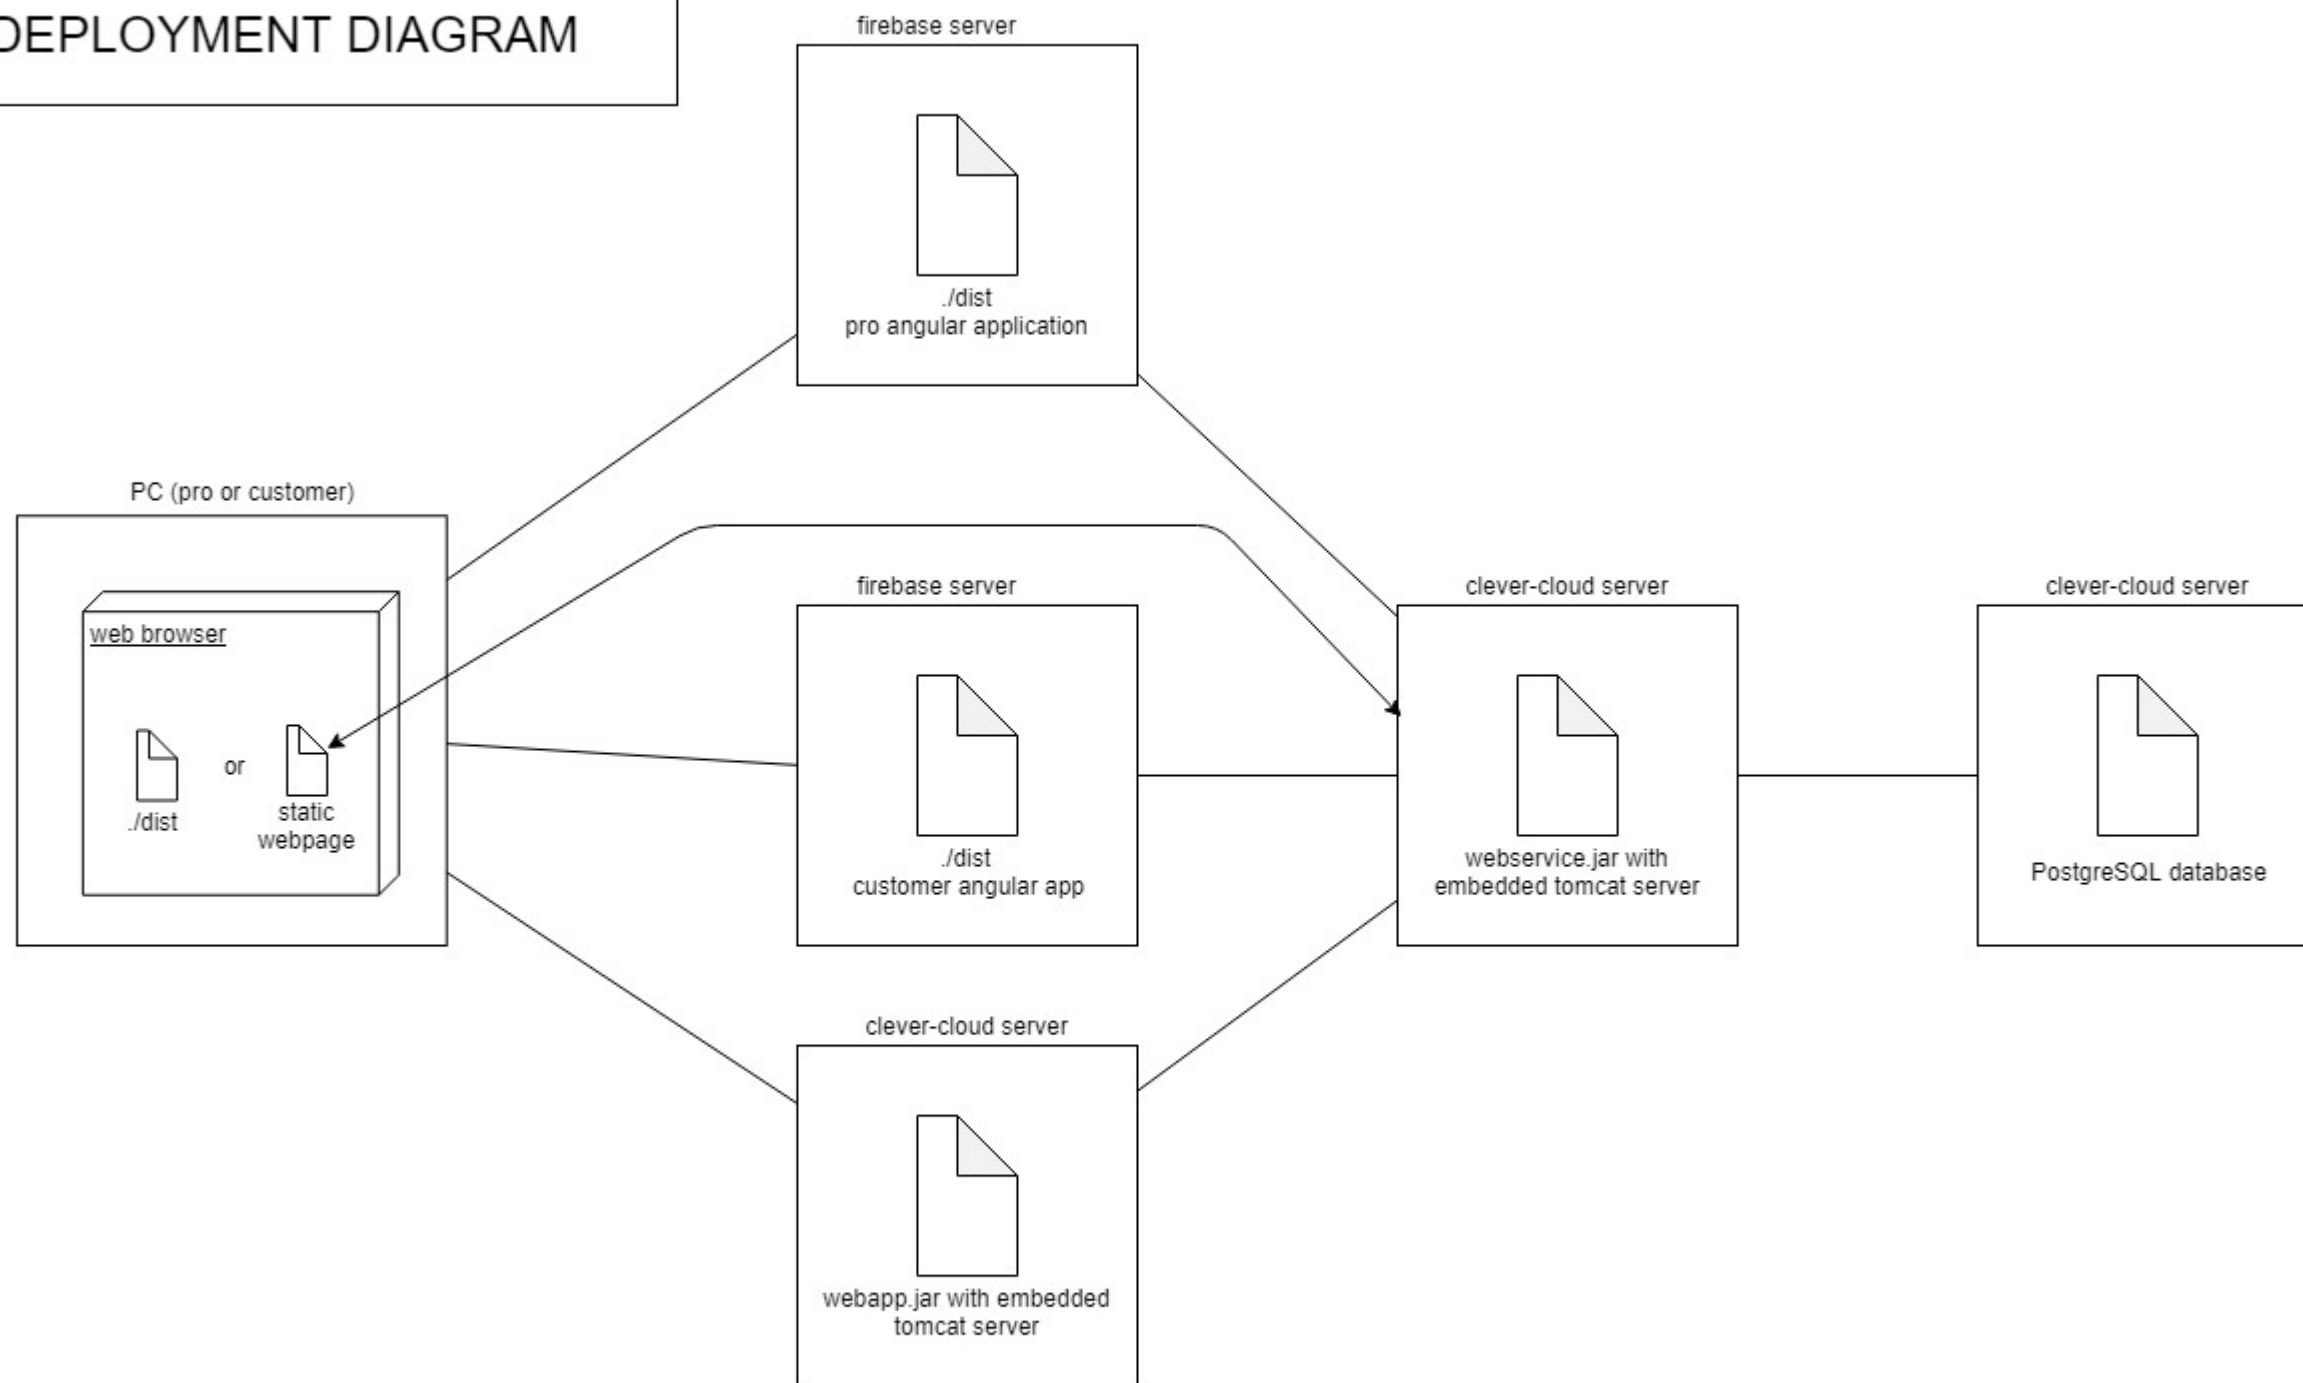 DEPLOYMENT DIAGRAM
firebase server
./dist
pro angular application
PC (pro or customer)
web browser
./dist
or
static
webpage
firebase server
./dist
customer angular app
clever-cloud server
webservice.jar with
embedded tomcat server
clever-cloud server
PostgreSQL database
clever-cloud server
webapp.jar with embedded
tomcat server